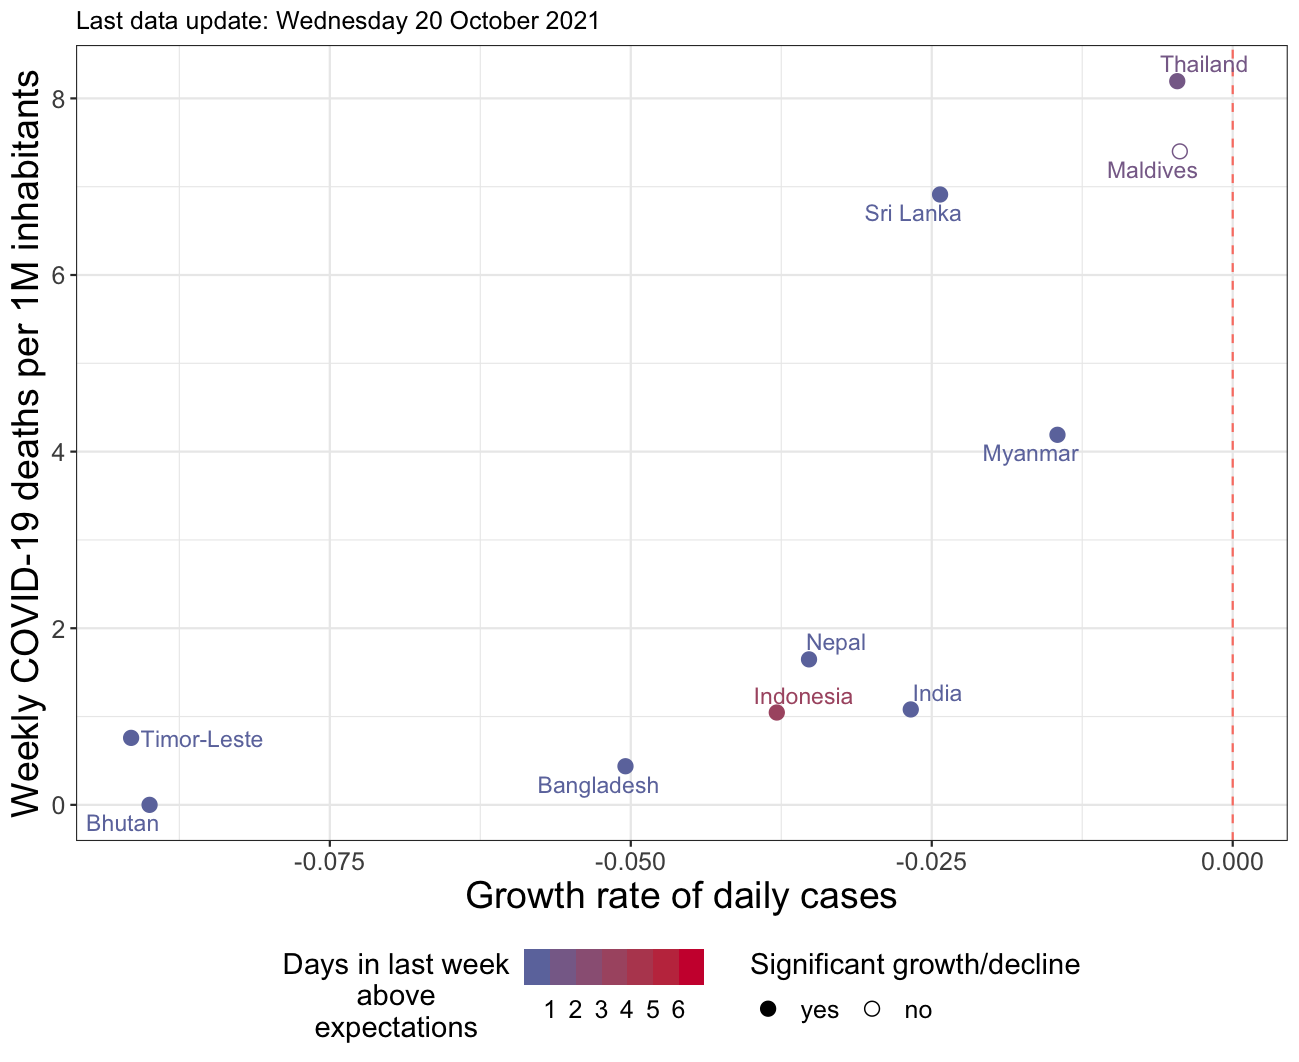 Last data update: Wednesday 20 October 2021
Weekly COVID-19 deaths per 1M inhabitants
8
6
4
2
0
Thailand
Maldives
Sri Lanka
Myanmar
Nepal
India
Indonesia
Timor-Leste
Bangladesh
Bhutan
-0.075 -0.050 -0.025 0.000
Growth rate of daily cases
Days in last week
above
expectations
1 2 3 4 5 6
Significant growth/decline
yes no